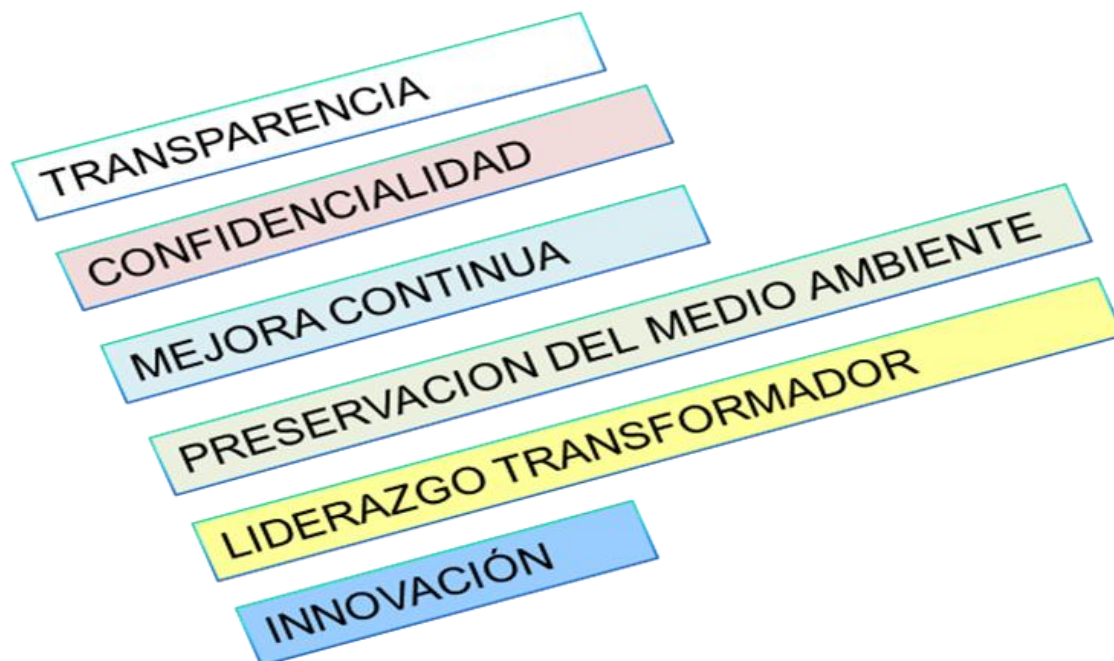 TRANSPARENCIA
CONFIDENCIALIDAD
MEJORA CONTINUA
PRESERVACION DEL MEDIO AMBIENTE
LIDERAZGO TRANSFORMADOR
INNOVACIÓN